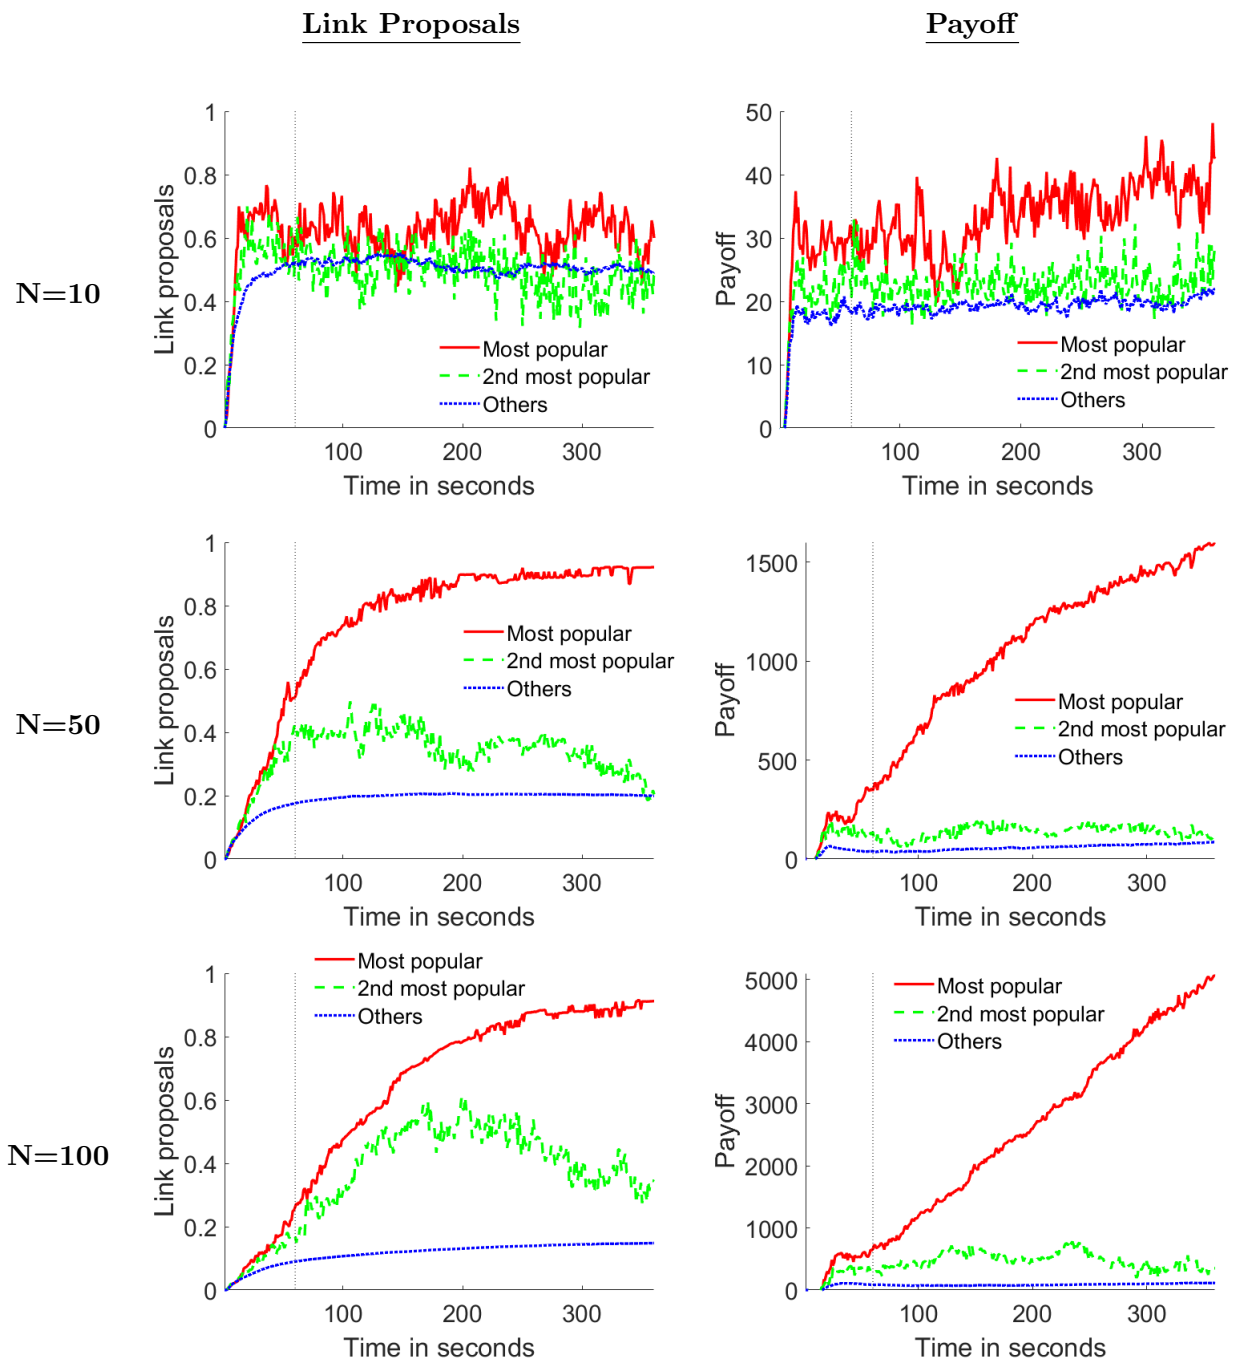 Link Proposals
Payoff
N=10
1
0.8
0.6
0.4
0.2
0
Link proposals
100
200
300
Time in seconds
Most popular
2nd most popular
Others
50
40
30
20
10
0
Payoff
100
200
300
Time in seconds
Most popular
2nd most popular
Others
N=50
1
0.8
0.6
0.4
0.2
0
Link proposals
100
200
300
Time in seconds
Most popular
2nd most popular
Others
1500
1000
500
0
Payoff
100
200
300
Time in seconds
Most popular
2nd most popular
Others
N=100
1
0.8
0.6
0.4
0.2
0
Link proposals
100
200
300
Time in seconds
Most popular
2nd most popular
Others
5000
4000
3000
2000
1000
0
Payoff
100
200
300
Time in seconds
Most popular
2nd most popular
Others